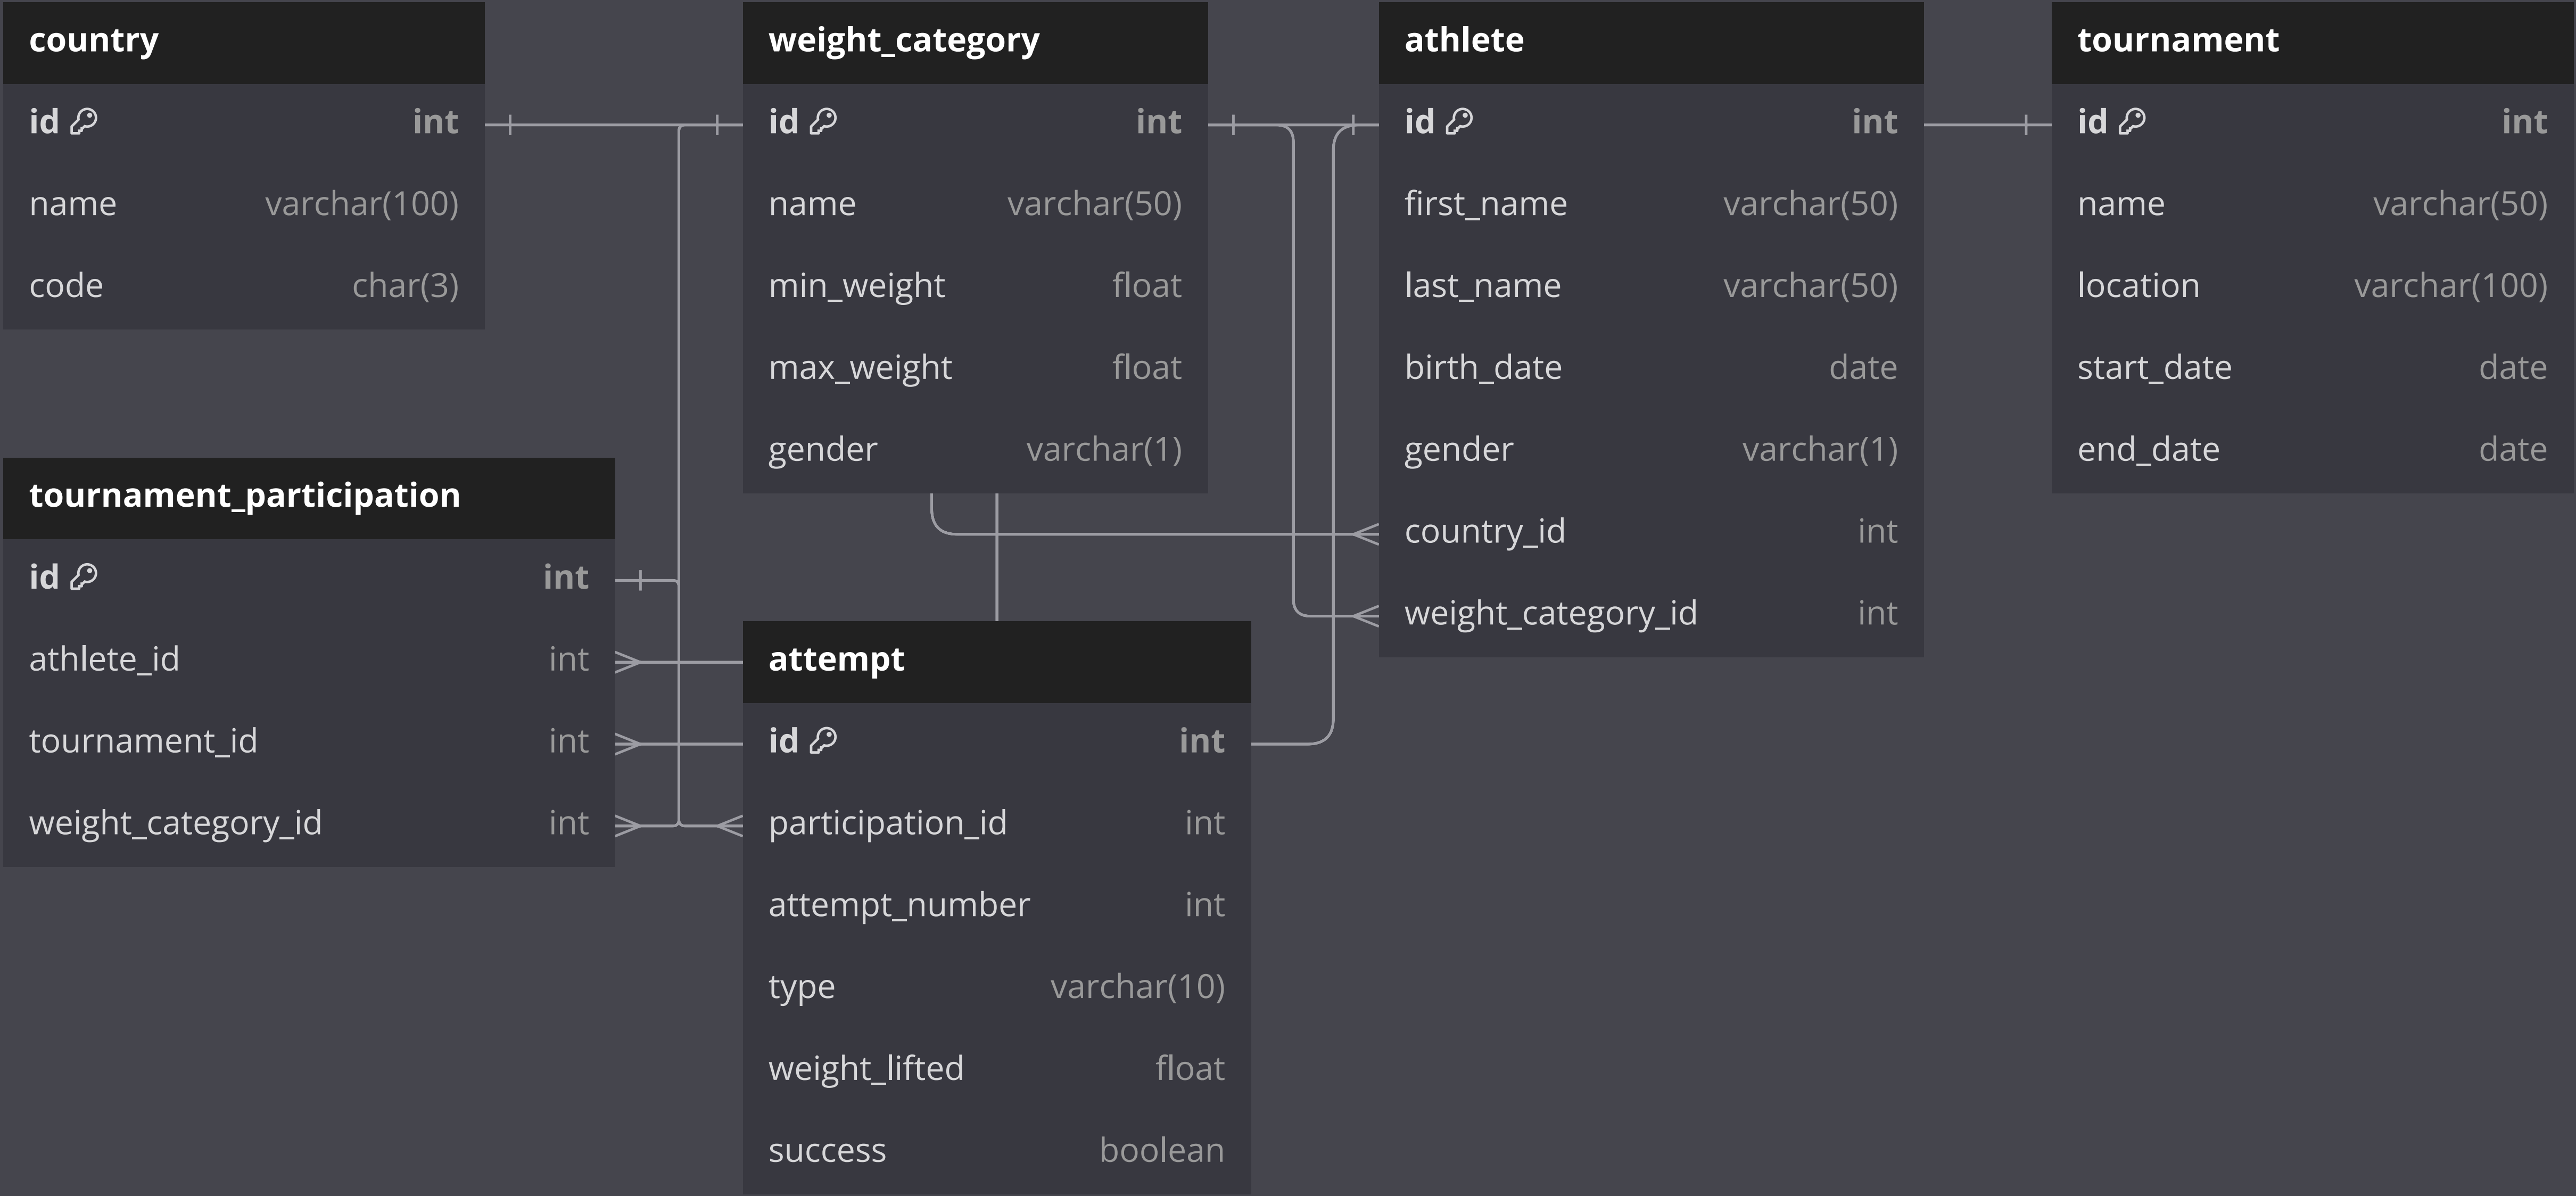 country
id int
name varchar(100)
code char(3)
weight_category
id int
name varchar(50)
min_weight float
max_weight float
gender varchar(1)
athlete
id int
first_name varchar(50)
last_name varchar(50)
birth_date date
gender varchar(1)
country_id int
weight_category_id int
tournament
id int
name varchar(50)
location varchar(100)
start_date date
end_date date
tournament_participation
id int
athlete_id int
tournament_id int
weight_category_id int
attempt
id int
participation_id int
attempt_number int
type varchar(10)
weight_lifted float
success boolean